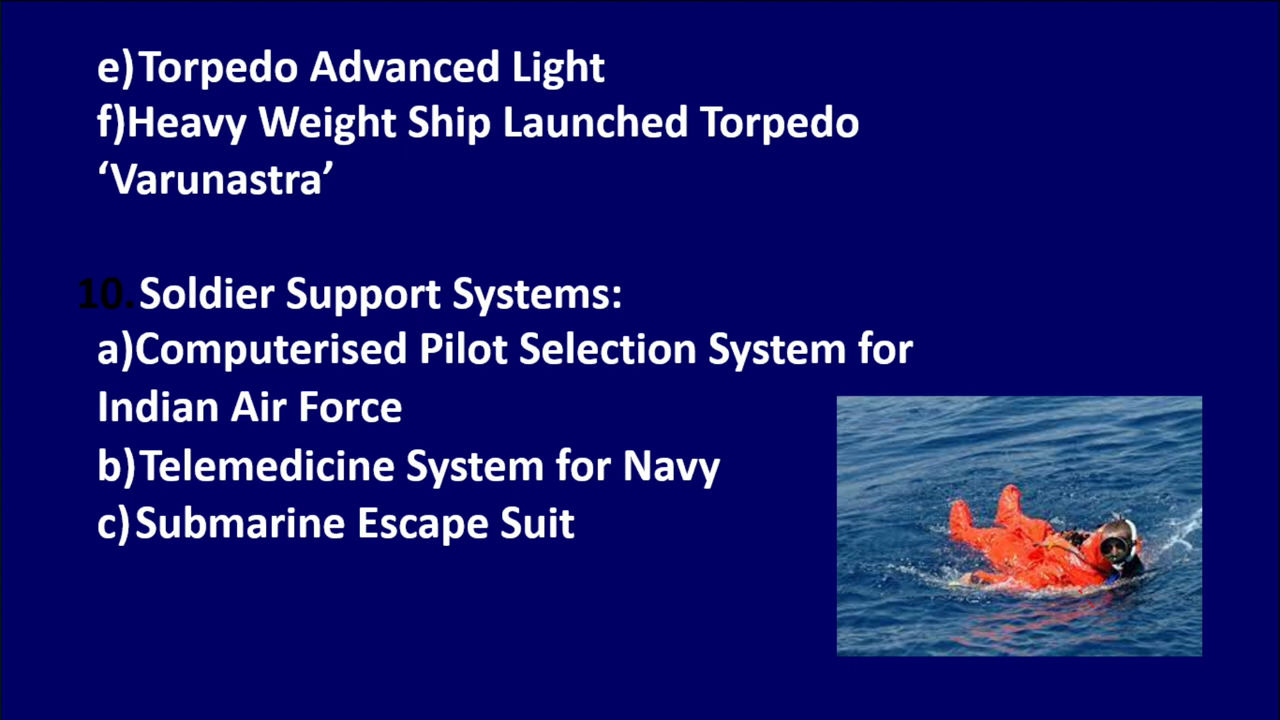 e)Torpedo Advanced Light
f)Heavy Weight Ship Launched Torpedo
‘Varunastra’
10.Soldier Support Systems:
a)Computerised Pilot Selection System for
Indian Air Force
b)Telemedicine System for Navy
c)Submarine Escape Suit